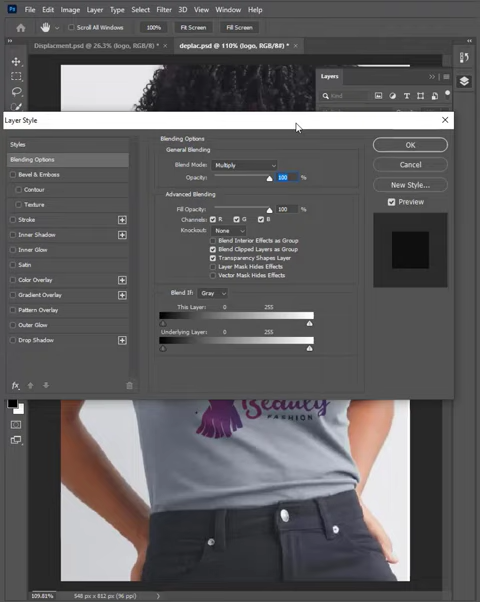 Ps File Edit Image Layer Type Select Filter 3D View Window Help
Scroll All Windows 100% Fit Screen Fill Screen
Displacement.psd @ 26.3% (logo, RGB/8) * × deplac.psd @ 110% (logo, RGB/8#) * ×
Layers
Kind
Layer Style
Styles
Blending Options
Bevel & Emboss
Contour
Texture
Stroke
Inner Shadow
Inner Glow
Satin
Color Overlay
Gradient Overlay
Pattern Overlay
Outer Glow
Drop Shadow
fx
Blending Options
General Blending
Blend Mode: Multiply
Opacity: 100 %
Advanced Blending
Fill Opacity: 100 %
Channels: R G B
Knockout: None
Blend Interior Effects as Group
Blend Clipped Layers as Group
Transparency Shapes Layer
Layer Mask Hides Effects
Vector Mask Hides Effects
Blend If: Gray
This Layer: 0 255
Underlying Layer: 0 255
OK
Cancel
New Style...
Preview
Beauty
FASHION
109.81% 548 px x 812 px (96 ppi)